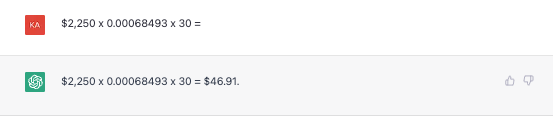 KA
$2,250 x 0.00068493 x 30 =
$2,250 x 0.00068493 x 30 = $46.91.